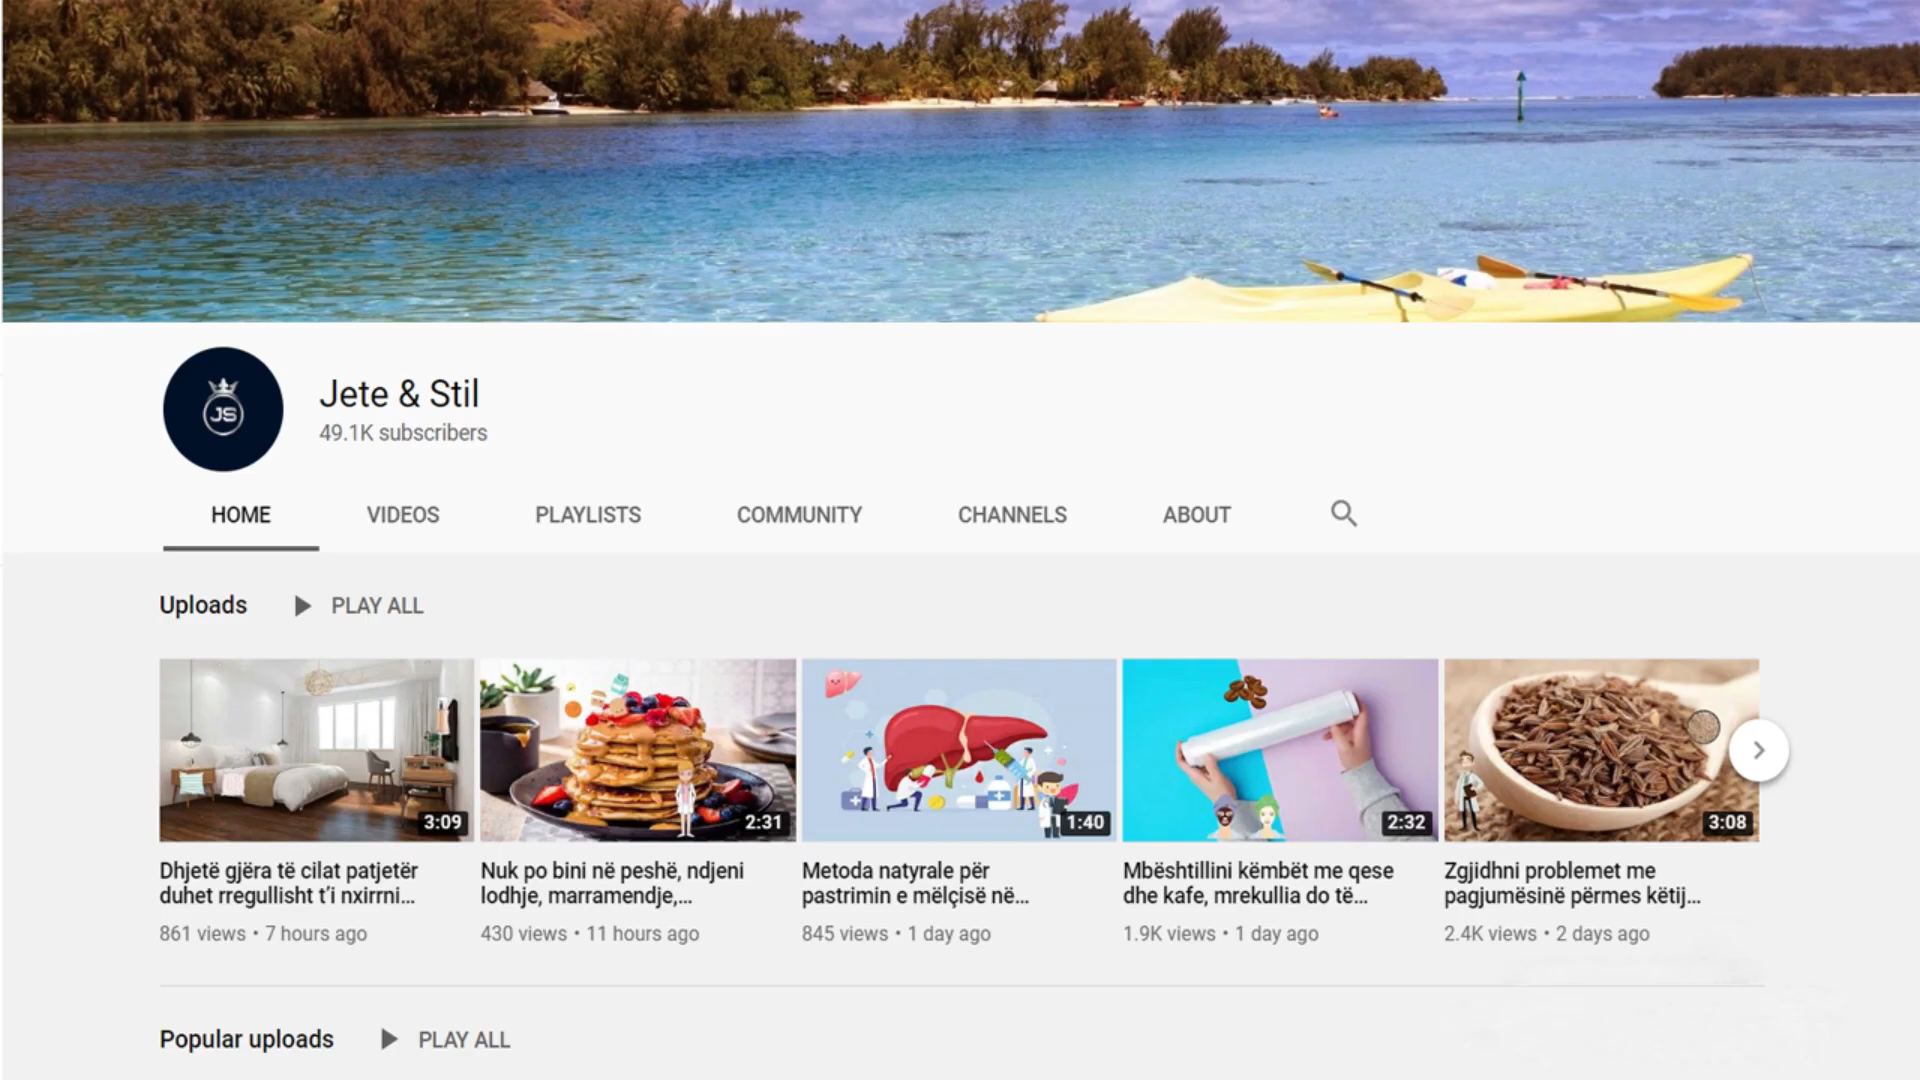 JS
Jete & Stil
49.1K subscribers
HOME VIDEOS PLAYLISTS COMMUNITY CHANNELS ABOUT
Uploads PLAY ALL
3:09 2:31 1:40 2:32 3:08
Dhjetë gjëra të cilat patjetër
duhet rregullisht t’i nxirrni...
861 views • 7 hours ago
Nuk po bini në peshë, ndjeni
lodhje, marramendje,...
430 views • 11 hours ago
Metoda natyrale për
pastrimin e mëlçisë në...
845 views • 1 day ago
Mbështillini këmbët me qese
dhe kafe, mrekullia do të...
1.9K views • 1 day ago
Zgjidhni problemet me
pagjumësinë përmes këtij...
2.4K views • 2 days ago
Popular uploads PLAY ALL